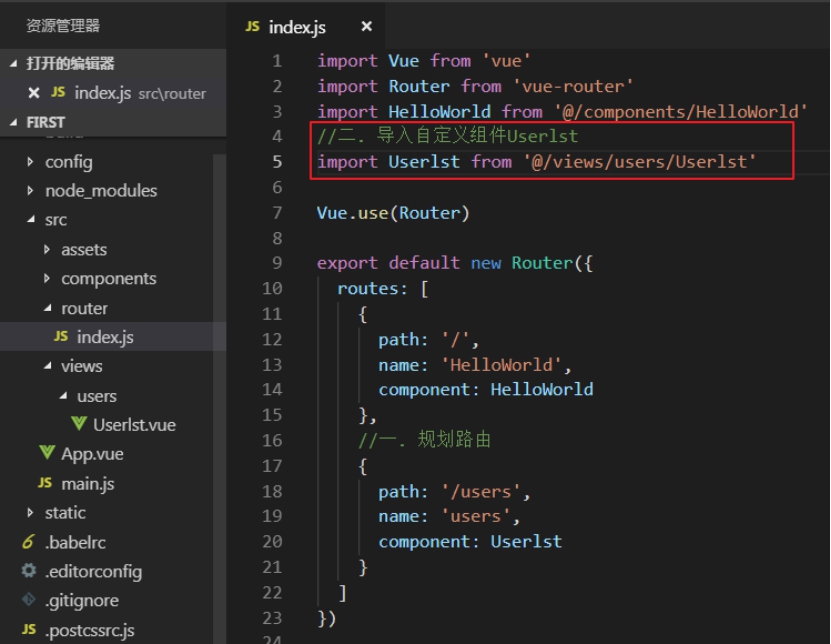 资源管理器
打开的编辑器
JS index.js src\router
FIRST
config
node_modules
src
assets
components
router
JS index.js
views
users
Userlst.vue
App.vue
JS main.js
static
.babelrc
.editorconfig
.gitignore
JS .postcssrc.js
JS index.js
1 import Vue from 'vue'
2 import Router from 'vue-router'
3 import HelloWorld from '@/components/HelloWorld'
4 //二. 导入自定义组件Userlst
5 import Userlst from '@/views/users/Userlst'
6
7 Vue.use(Router)
8
9 export default new Router({
10 routes: [
11 {
12 path: '/',
13 name: 'HelloWorld',
14 component: HelloWorld
15 },
16 //一. 规划路由
17 {
18 path: '/users',
19 name: 'users',
20 component: Userlst
21 }
22 ]
23 })
24